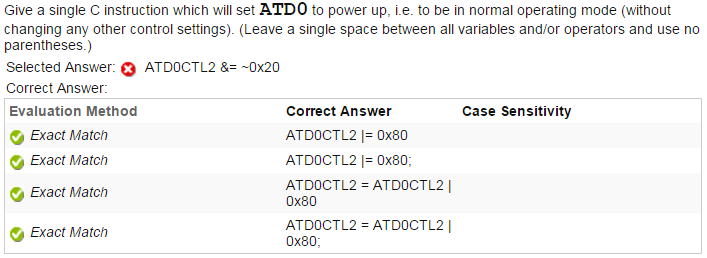 Give a single C instruction which will set ATD0 to power up, i.e. to be in normal operating mode (without
changing any other control settings). (Leave a single space between all variables and/or operators and use no
parentheses.)
Selected Answer: ATD0CTL2 &= ~0x20
Correct Answer:
Evaluation Method Correct Answer Case Sensitivity
Exact Match ATD0CTL2 |= 0x80
Exact Match ATD0CTL2 |= 0x80;
Exact Match ATD0CTL2 = ATD0CTL2 |
0x80
Exact Match ATD0CTL2 = ATD0CTL2 |
0x80;